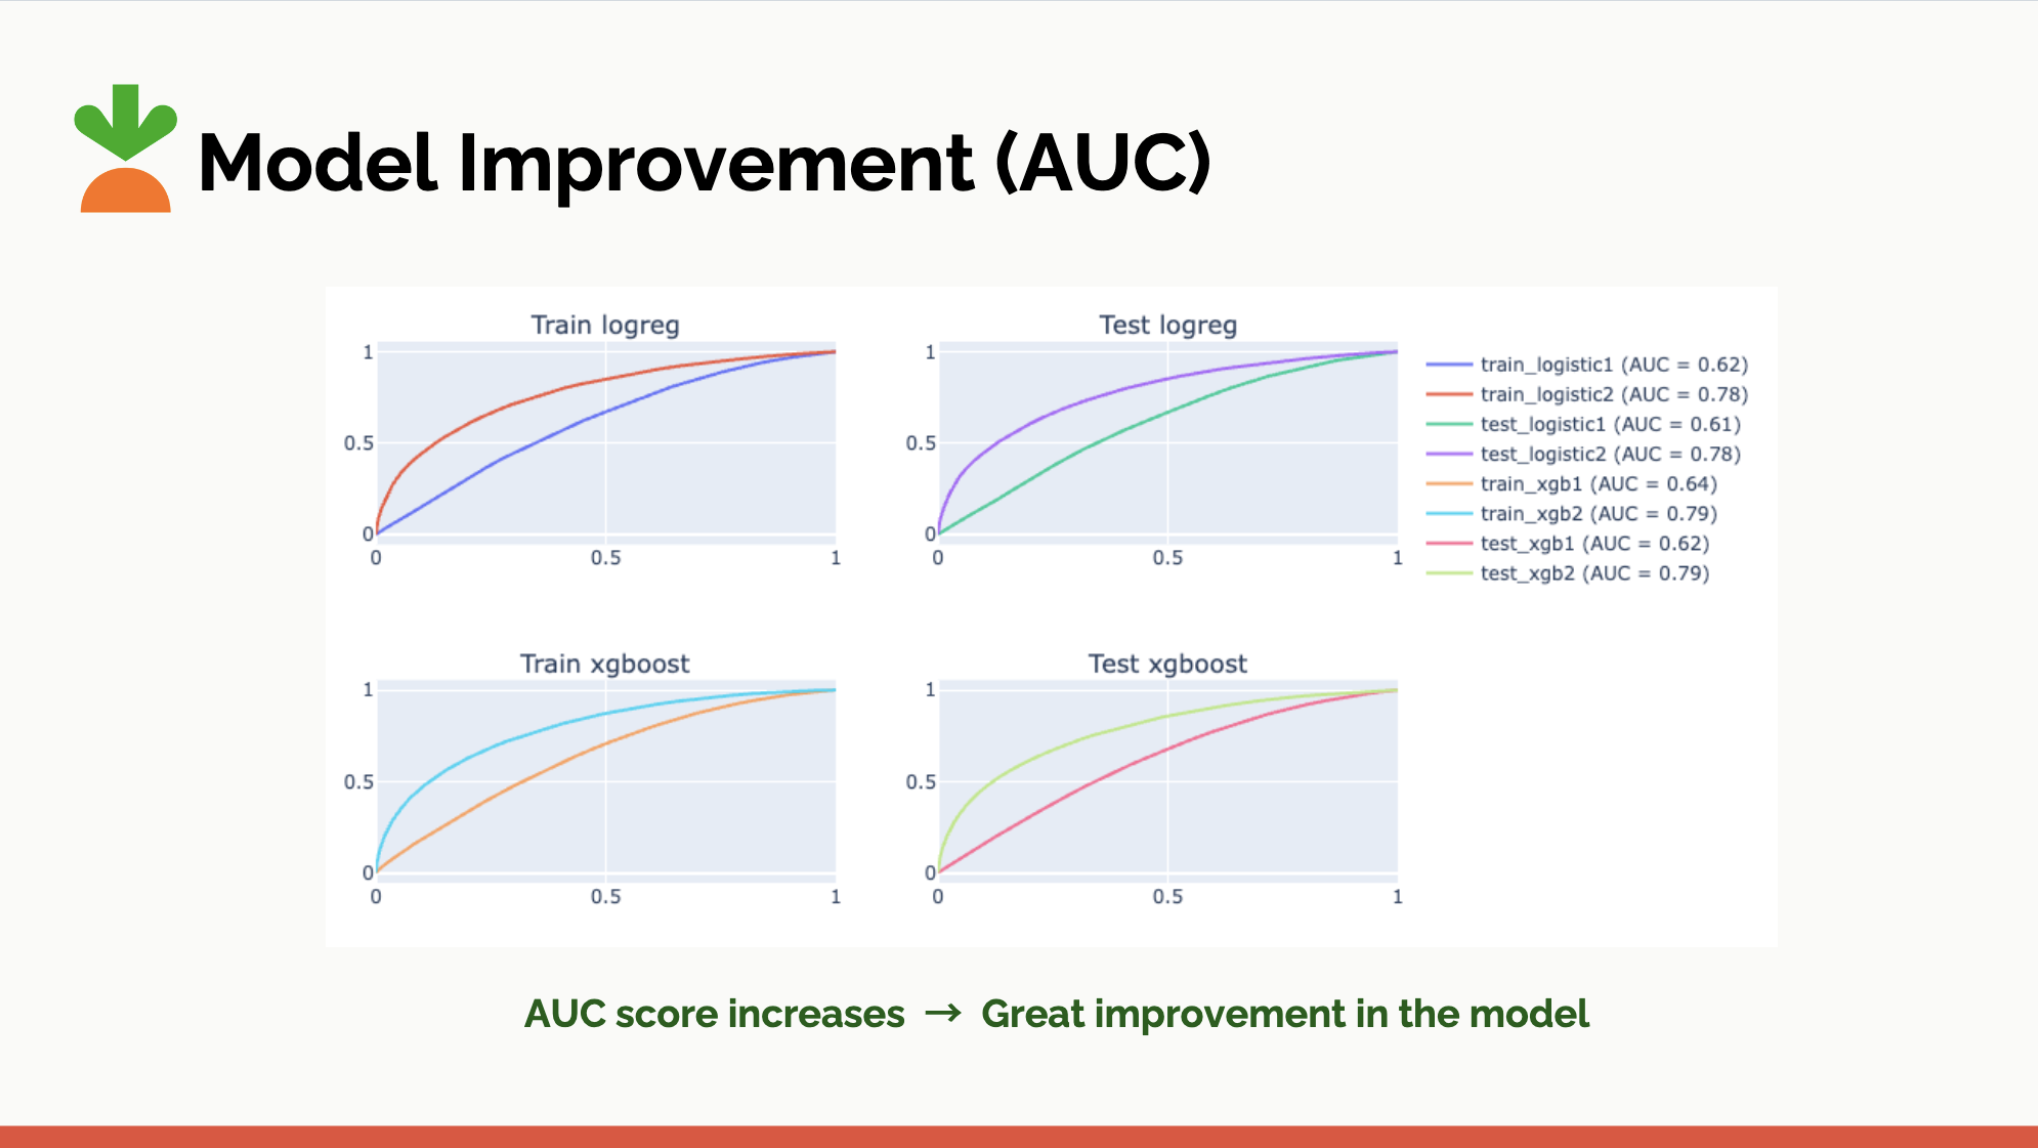 Model Improvement (AUC)
Train logreg
1
0.5
0
0 0.5 1
Test logreg
1
0.5
0
0 0.5 1
train_logistic1 (AUC = 0.62)
train_logistic2 (AUC = 0.78)
test_logistic1 (AUC = 0.61)
test_logistic2 (AUC = 0.78)
train_xgb1 (AUC = 0.64)
train_xgb2 (AUC = 0.79)
test_xgb1 (AUC = 0.62)
test_xgb2 (AUC = 0.79)
Train xgboost
1
0.5
0
0 0.5 1
Test xgboost
1
0.5
0
0 0.5 1
AUC score increases → Great improvement in the model